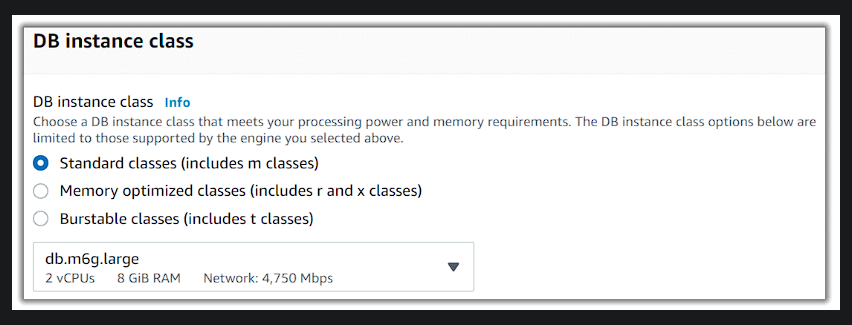 DB instance class
DB instance class Info
Choose a DB instance class that meets your processing power and memory requirements. The DB instance class options below are
limited to those supported by the engine you selected above.
Standard classes (includes m classes)
Memory optimized classes (includes r and x classes)
Burstable classes (includes t classes)
db.m6g.large
2 vCPUs 8 GiB RAM Network: 4,750 Mbps